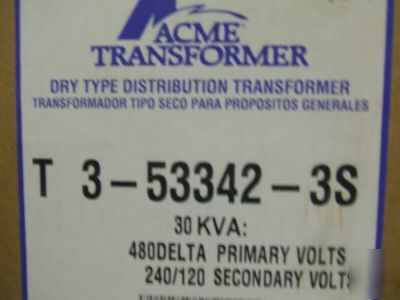 ACME
TRANSFORMER
DRY TYPE DISTRIBUTION TRANSFORMER
TRANSFORMADOR TIPO SECO PARA PROPOSITOS GENERALES
T 3-53342-3S
30 KVA:
480DELTA PRIMARY VOLTS
240/120 SECONDARY VOLTS